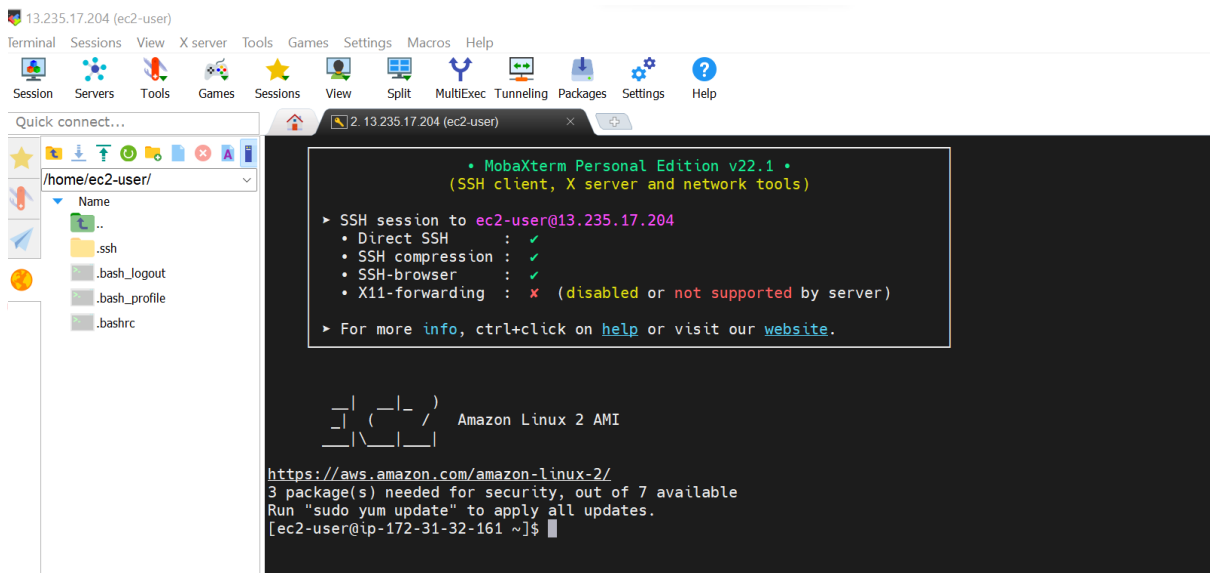 13.235.17.204 (ec2-user)
Terminal Sessions View X server Tools Games Settings Macros Help
Session Servers Tools Games Sessions View Split MultiExec Tunneling Packages Settings Help
Quick connect...
2. 13.235.17.204 (ec2-user)
/home/ec2-user/
Name
..
.ssh
.bash_logout
.bash_profile
.bashrc
• MobaXterm Personal Edition v22.1 •
(SSH client, X server and network tools)
➤ SSH session to ec2-user@13.235.17.204
• Direct SSH : ✔
• SSH compression : ✔
• SSH-browser : ✔
• X11-forwarding : ✘ (disabled or not supported by server)
➤ For more info, ctrl+click on help or visit our website.
__| __|_ )
_| ( / Amazon Linux 2 AMI
___|\___|___|
https://aws.amazon.com/amazon-linux-2/
3 package(s) needed for security, out of 7 available
Run "sudo yum update" to apply all updates.
[ec2-user@ip-172-31-32-161 ~]$